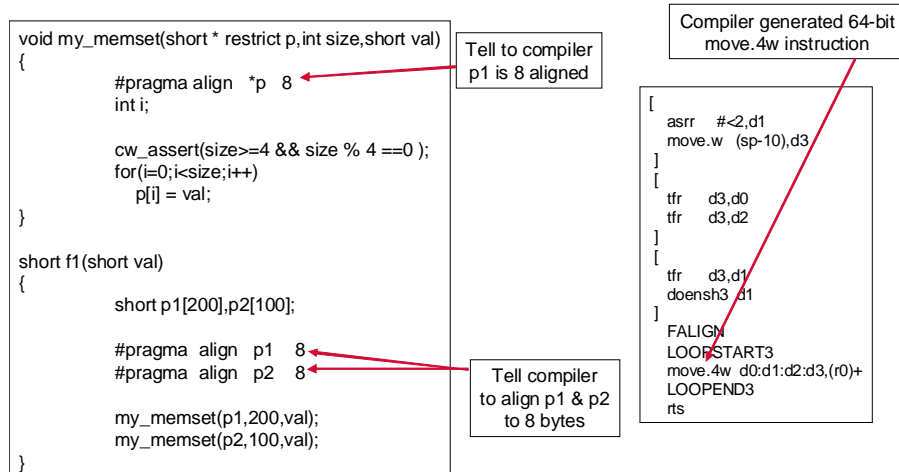 void my_memset(short * restrict p,int size,short val)
{
#pragma align *p 8
int i;
cw_assert(size>=4 && size % 4 ==0 );
for(i=0;i<size;i++)
p[i] = val;
}
short f1(short val)
{
short p1[200],p2[100];
#pragma align p1 8
#pragma align p2 8
my_memset(p1,200,val);
my_memset(p2,100,val);
}
Tell to compiler
p1 is 8 aligned
Tell compiler
to align p1 & p2
to 8 bytes
Compiler generated 64-bit
move.4w instruction
[
asrr #<2,d1
move.w (sp-10),d3
]
[
tfr d3,d0
tfr d3,d2
]
[
tfr d3,d1
doensh3 d1
]
FALIGN
LOOPSTART3
move.4w d0:d1:d2:d3,(r0)+
LOOPEND3
rts